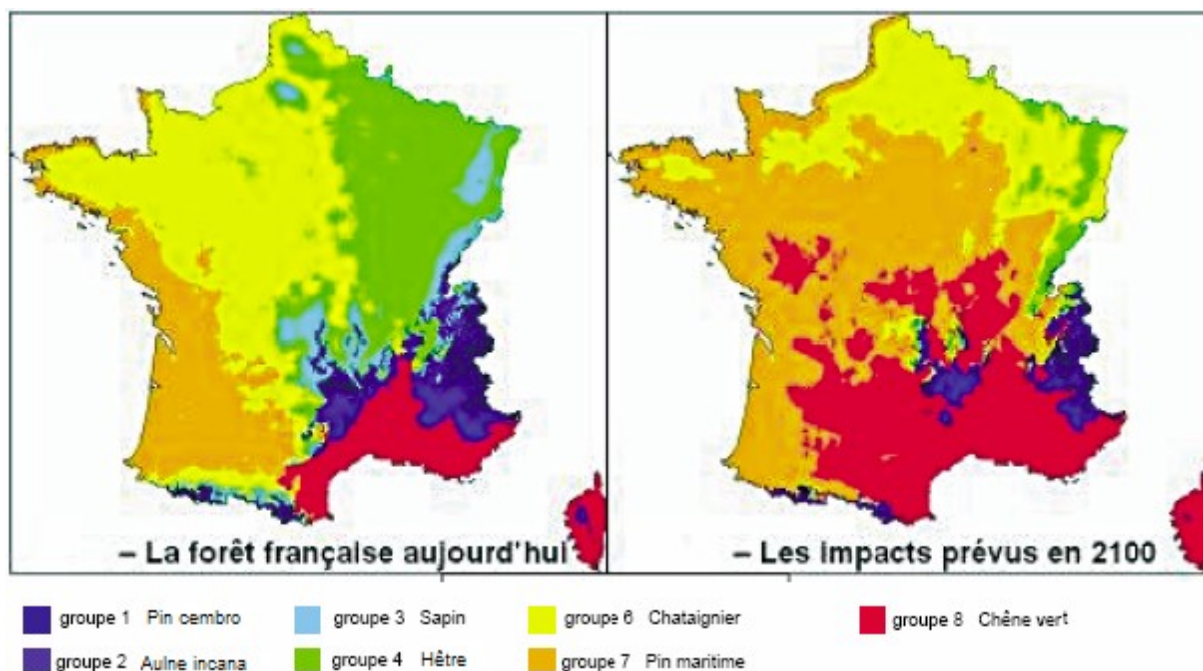 – La forêt française aujourd'hui
– Les impacts prévus en 2100
groupe 1 Pin cembro
groupe 3 Sapin
groupe 6 Chataignier
groupe 8 Chêne vert
groupe 2 Aulne incana
groupe 4 Hêtre
groupe 7 Pin maritime